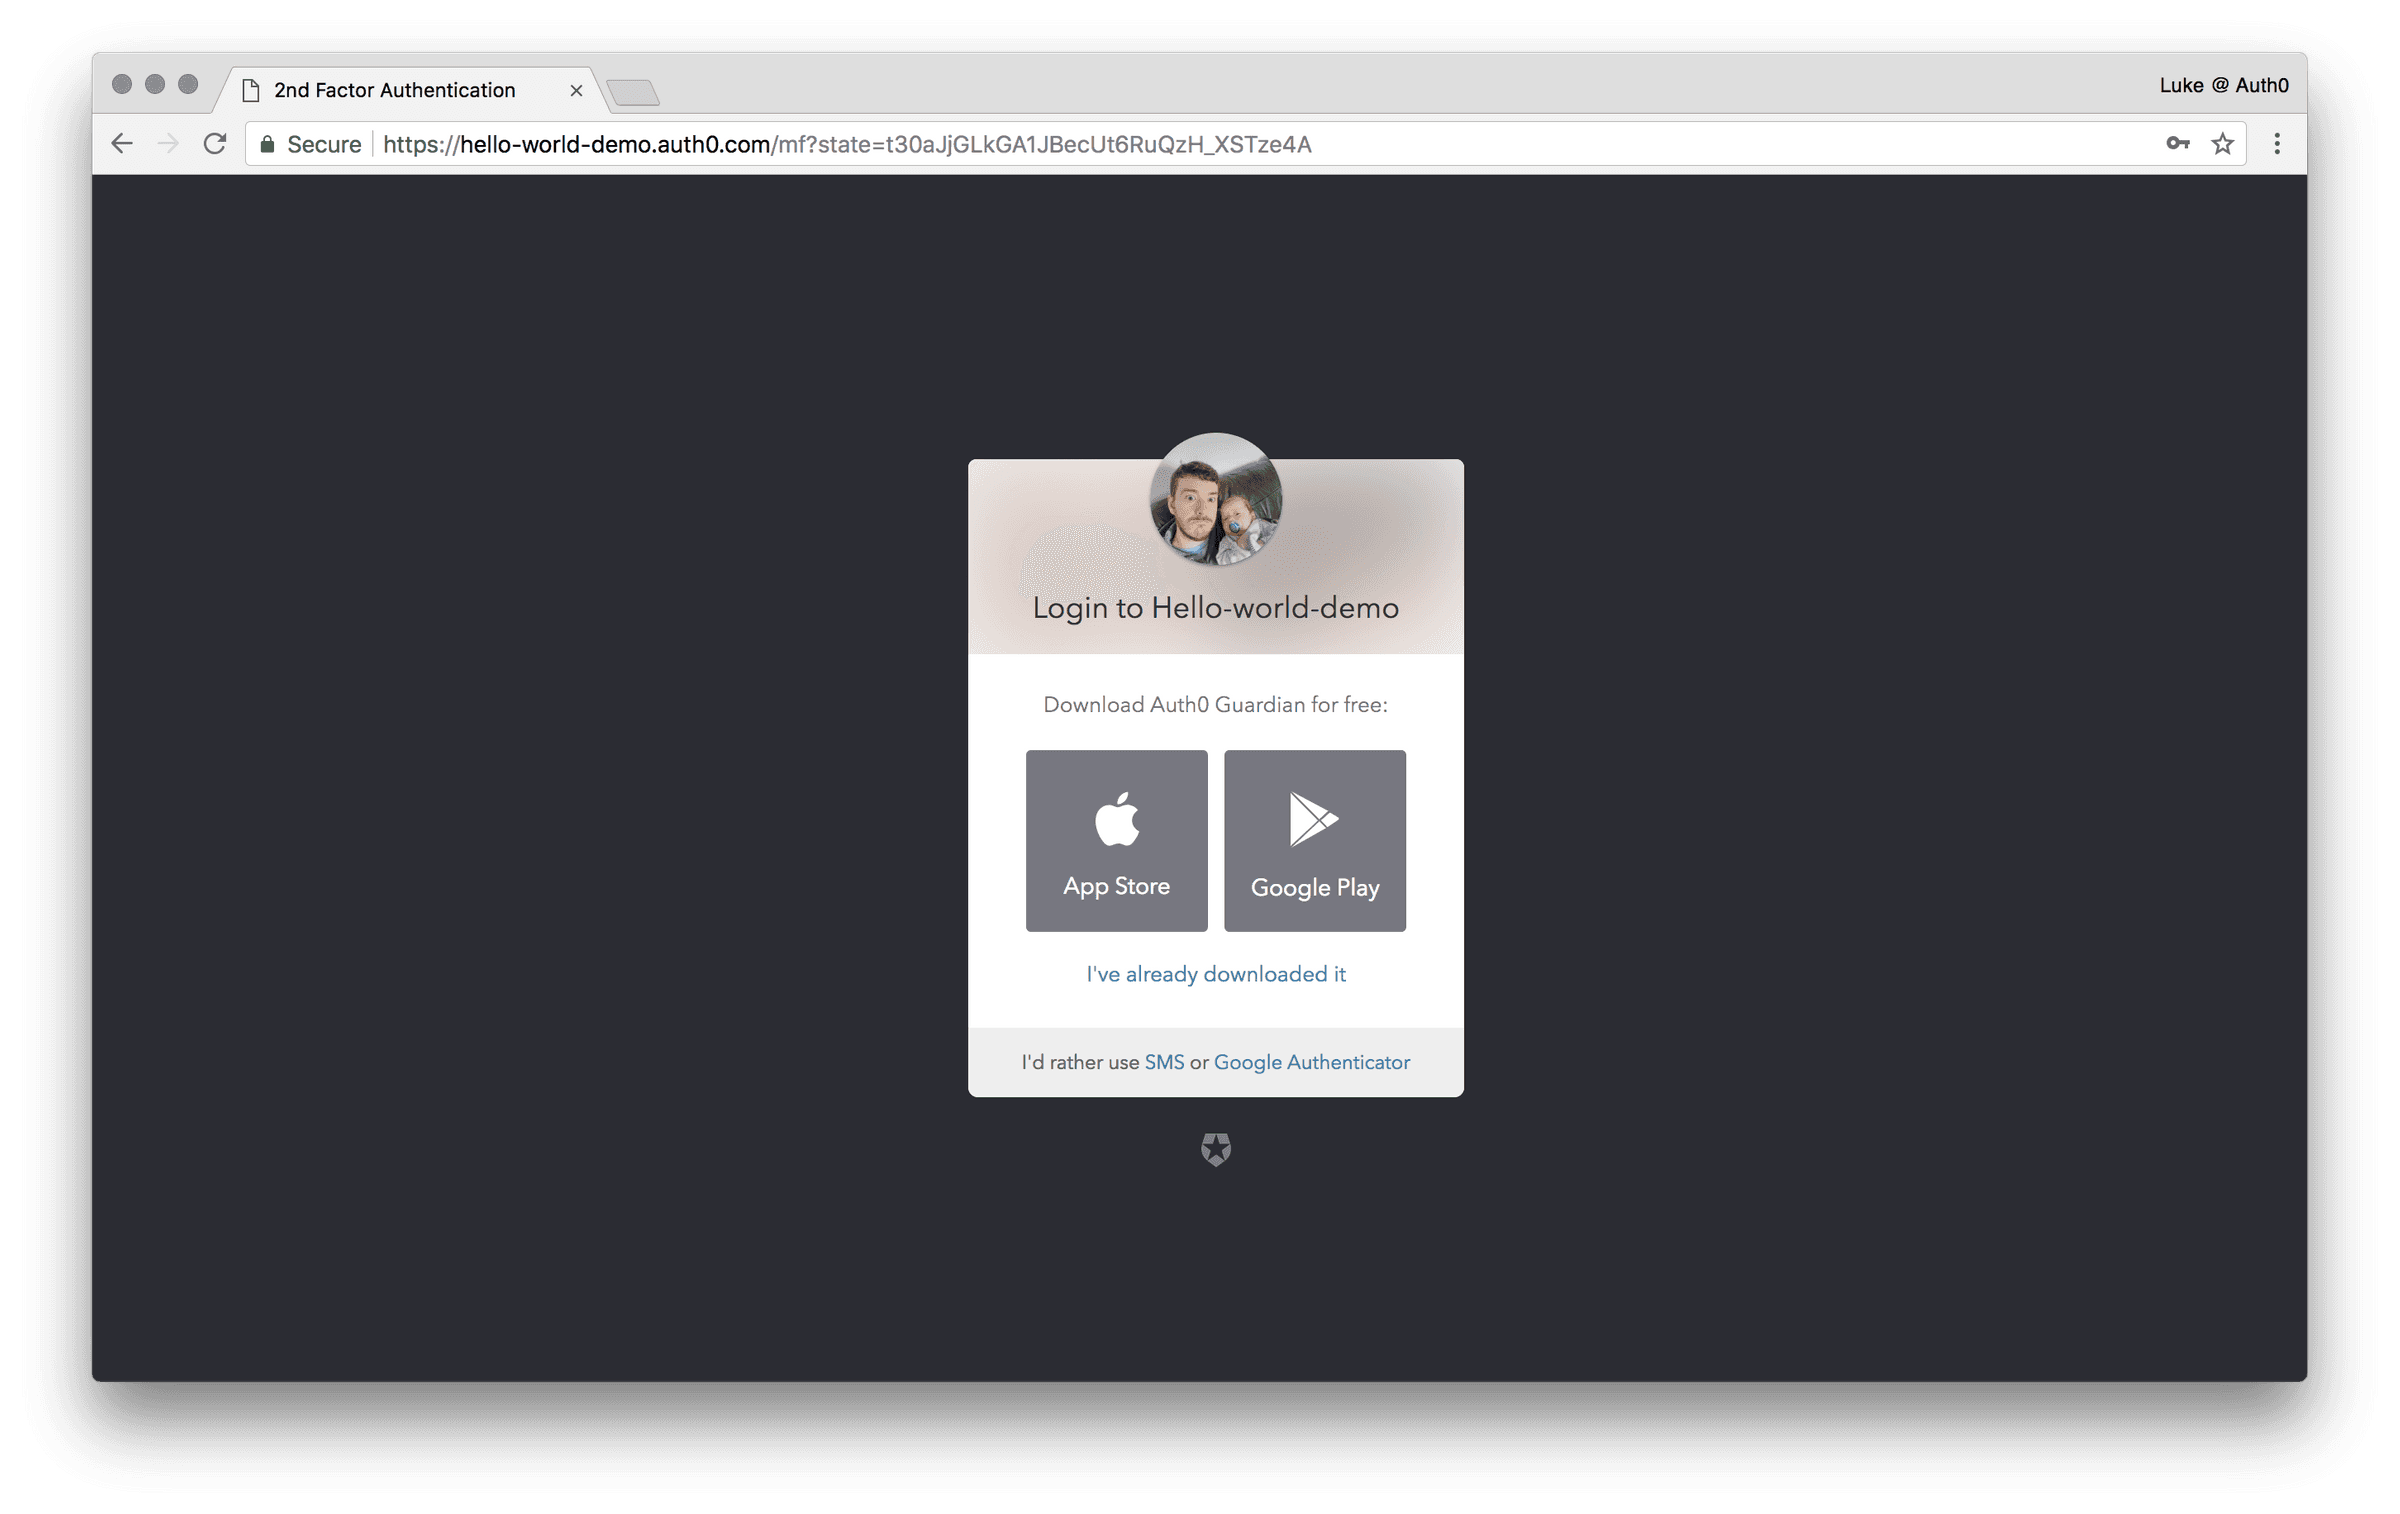 2nd Factor Authentication
Luke @ Auth0
Secure https://hello-world-demo.auth0.com/mf?state=t30aJjGLkGA1JBecUt6RuQzH_XSTze4A
Login to Hello-world-demo
Download Auth0 Guardian for free:
App Store
Google Play
I've already downloaded it
I'd rather use SMS or Google Authenticator